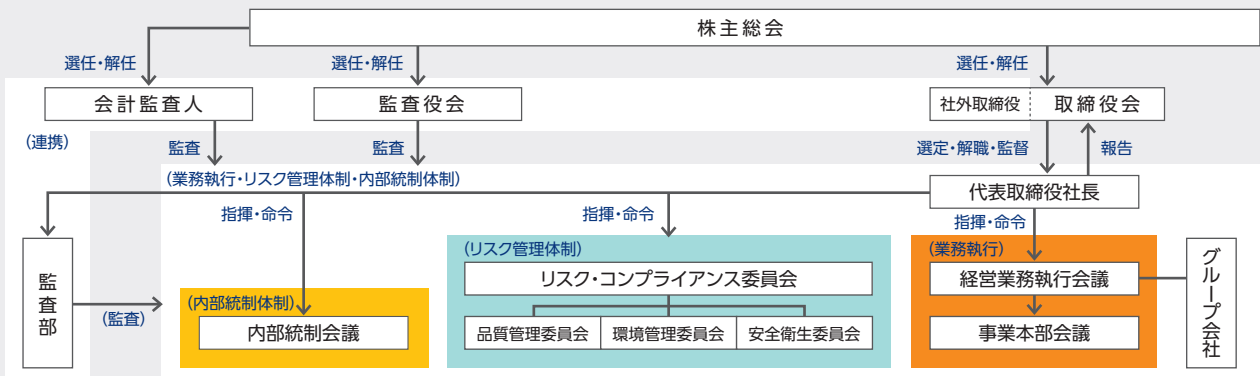 株主総会
選任・解任
選任・解任
選任・解任
会計監査人
監査役会
社外取締役
取締役会
(連携)
監査
監査
選定・解職・監督
報告
(業務執行・リスク管理体制・内部統制体制)
代表取締役社長
指揮・命令
指揮・命令
指揮・命令
監査部
(監査)
(内部統制体制)
内部統制会議
(リスク管理体制)
リスク・コンプライアンス委員会
品質管理委員会
環境管理委員会
安全衛生委員会
(業務執行)
経営業務執行会議
事業本部会議
グループ会社